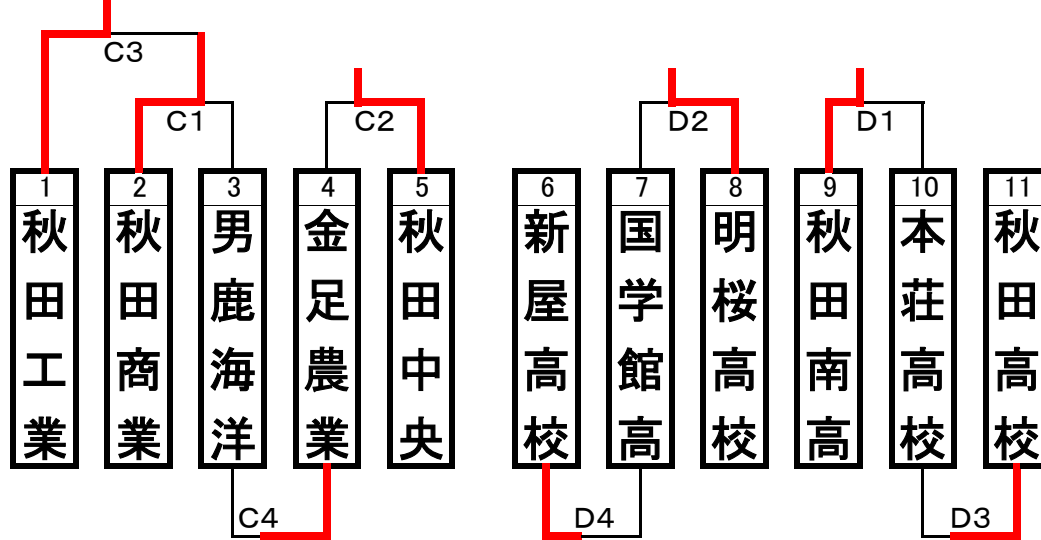 C3
C1
C2
D2
D1
1
秋田工業
2
秋田商業
3
男鹿海洋
4
金足農業
5
秋田中央
6
新屋高校
7
国学館高
8
明桜高校
9
秋田南高
10
本荘高校
11
秋田高校
C4
D4
D3